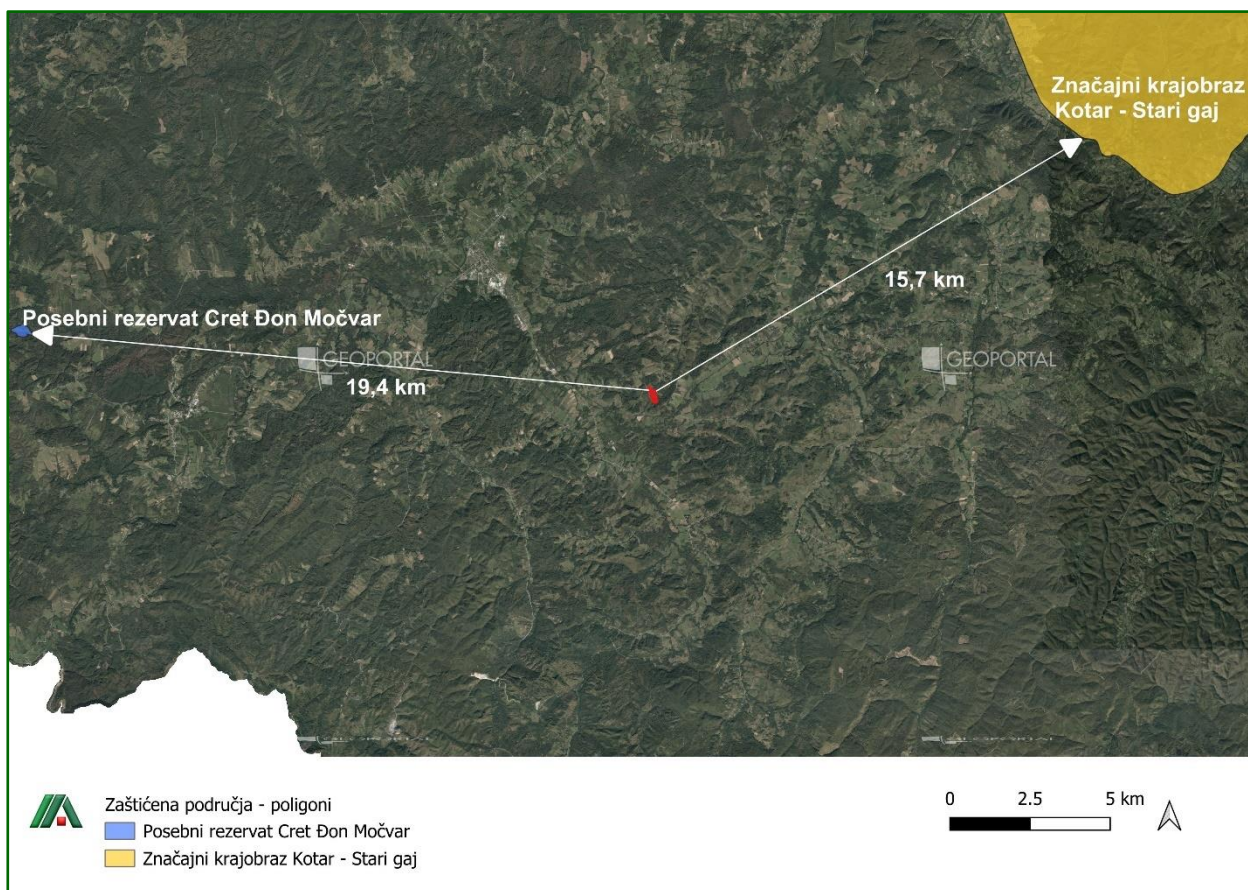 Značajni krajobraz
Kotar - Stari gaj
15,7 km
Posebni rezervat Cret Đon Močvar
GEOPORTAL
GEOPORTAL
19,4 km
Zaštićena područja - poligoni
Posebni rezervat Cret Đon Močvar
Značajni krajobraz Kotar - Stari gaj
0 2.5 5 km